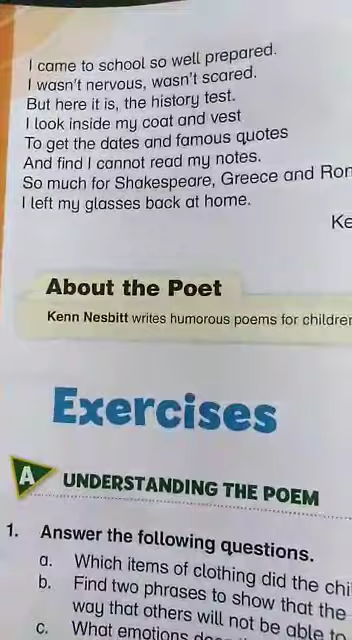 I came to school so well prepared.
I wasn't nervous, wasn't scared.
But here it is, the history test.
I look inside my coat and vest
To get the dates and famous quotes
And find I cannot read my notes.
So much for Shakespeare, Greece and
I left my glasses back at home.
About the Poet
Kenn Nesbitt writes humorous poems for
Exercises
A UNDERSTANDING THE POEM
1. Answer the following questions.
a. Which items of clothing did the
b. Find two phrases to show that the
way that others will not be able to
c. What emotions